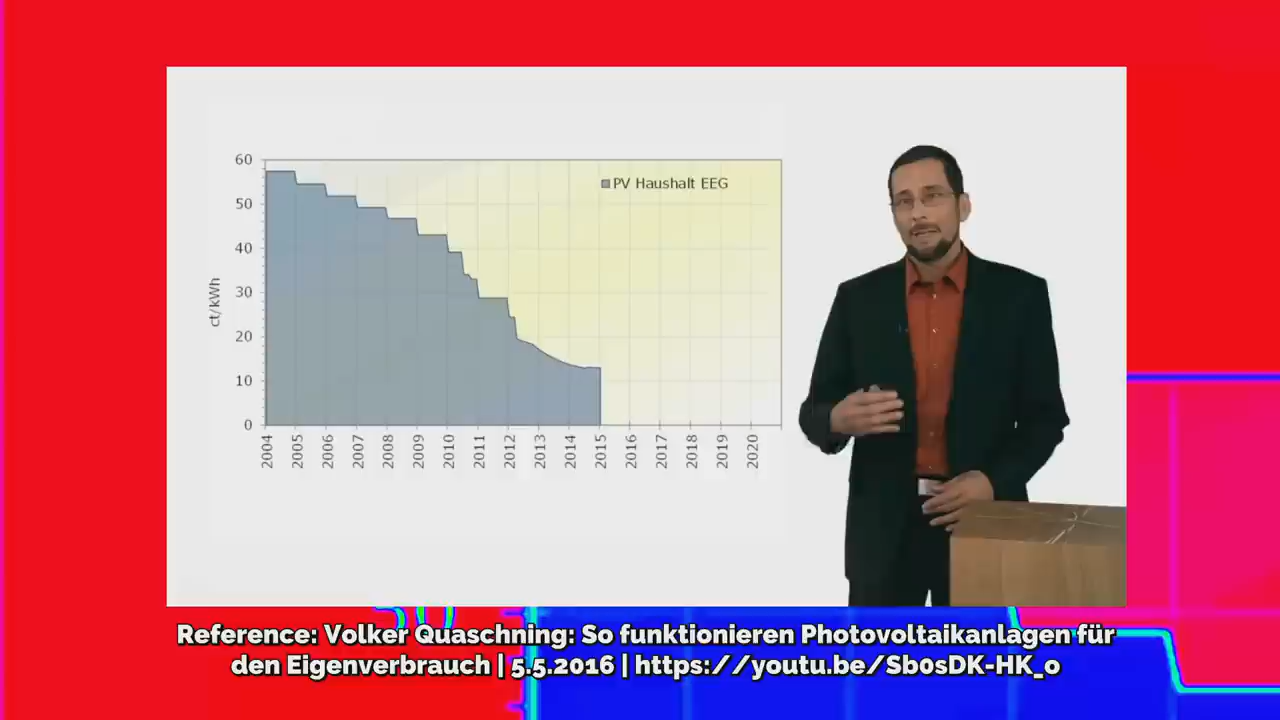 60
50
40
30
20
10
0
ct/kWh
PV Haushalt EEG
2004 2005 2006 2007 2008 2009 2010 2011 2012 2013 2014 2015 2016 2017 2018 2019 2020
Reference: Volker Quaschning: So funktionieren Photovoltaikanlagen für
den Eigenverbrauch | 5.5.2016 | https://youtu.be/Sb0sDK-HK_o